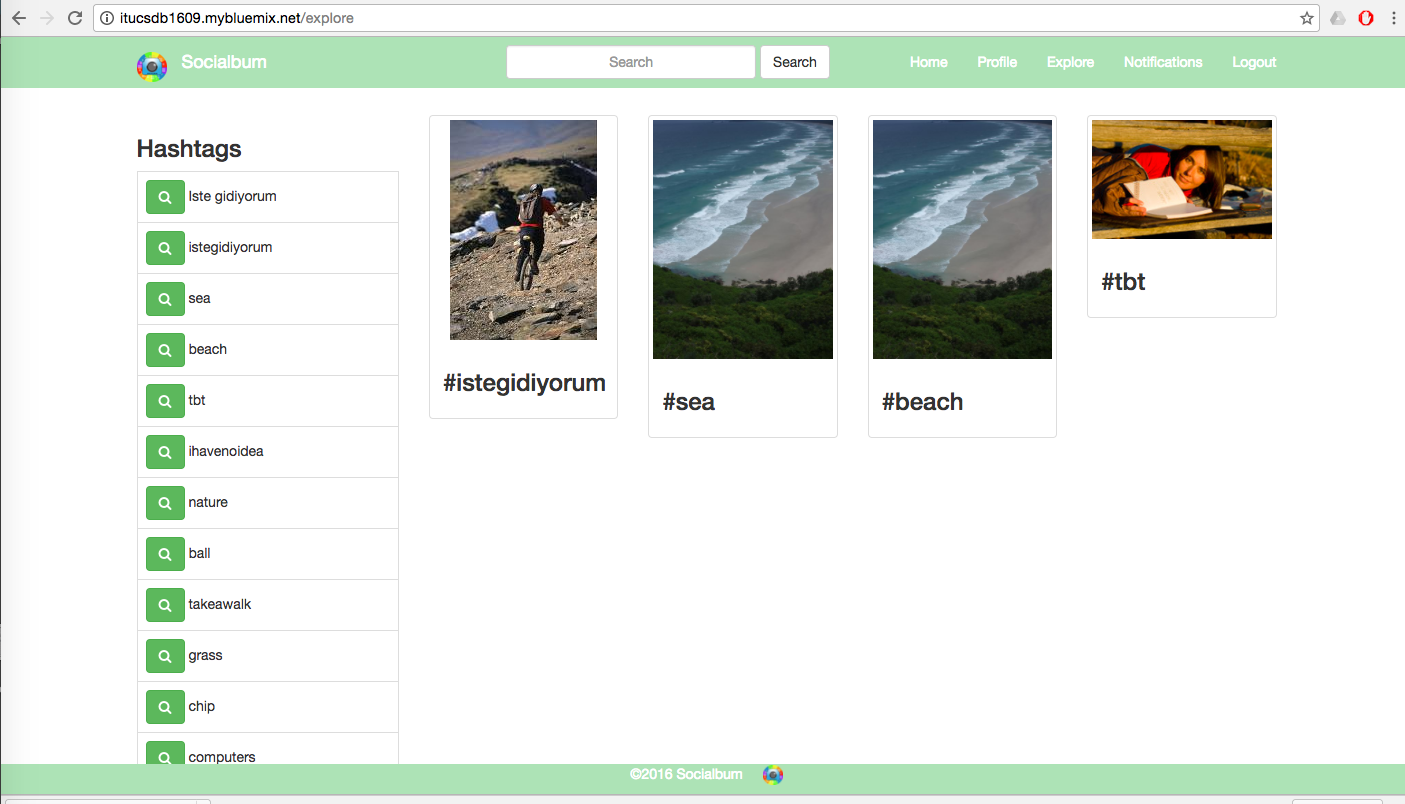 itucsdb1609.mybluemix.net/explore
Socialbum
Search
Search
Home
Profile
Explore
Notifications
Logout
Hashtags
Iste gidiyorum
istegidiyorum
sea
beach
tbt
ihavenoidea
nature
ball
takeawalk
grass
chip
computers
#istegidiyorum
#sea
#beach
#tbt
©2016 Socialbum